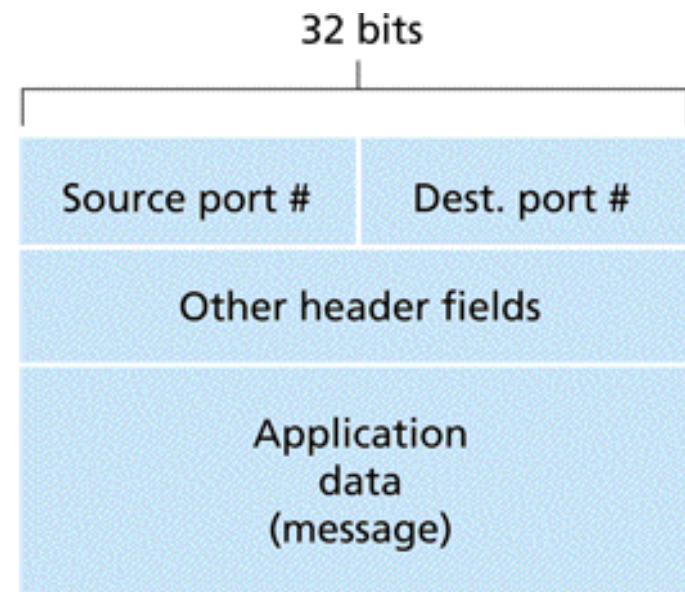 32 bits
Source port #
Dest. port #
Other header fields
Application
data
(message)